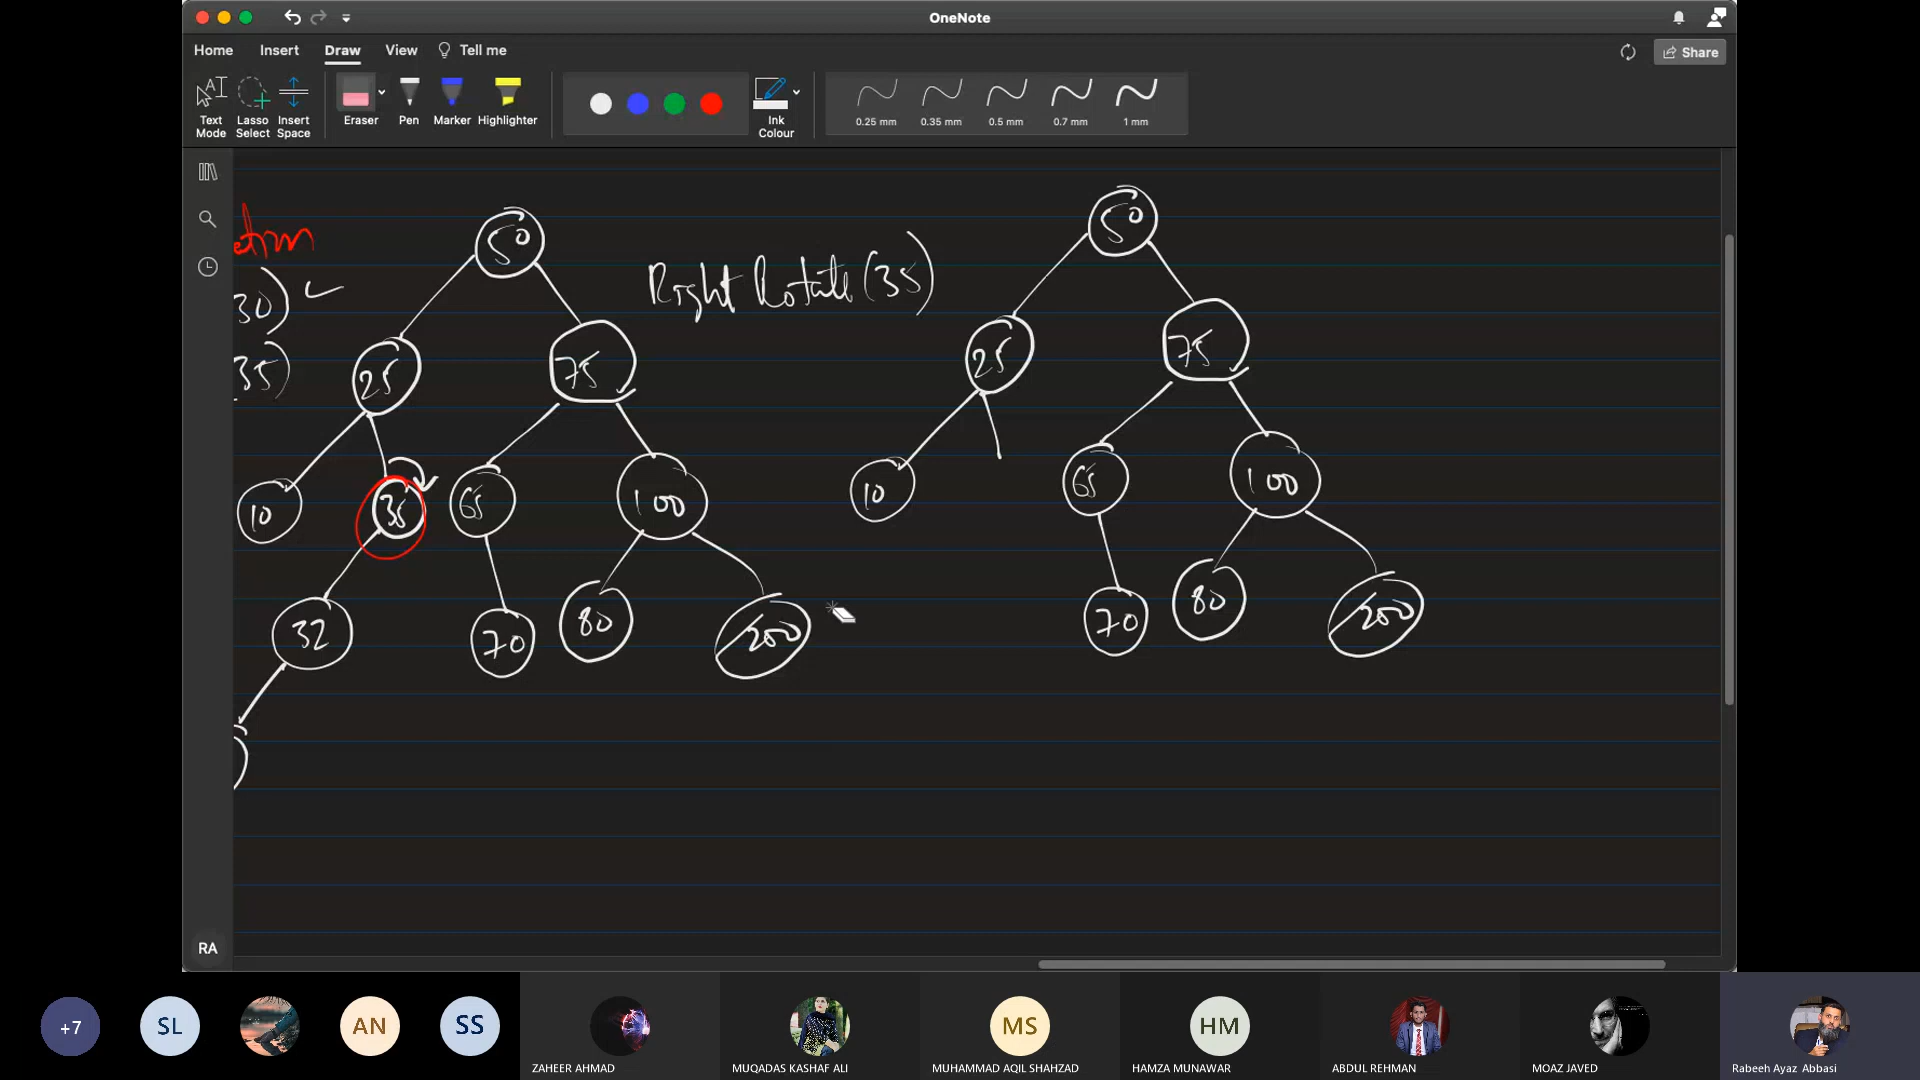 OneNote
Home Insert Draw View Tell me
Share
Text Mode
Lasso Select
Insert Space
Eraser
Pen
Marker
Highlighter
Ink Colour
0.25 mm
0.35 mm
0.5 mm
0.7 mm
1 mm
30)
35)
50
25
75
10
35
65
100
32
70
80
200
Right Rotate (35)
50
25
75
10
65
100
70
80
200
RA
+7
SL
AN
SS
ZAHEER AHMAD
MUQADAS KASHAF ALI
MS
MUHAMMAD AQIL SHAHZAD
HM
HAMZA MUNAWAR
ABDUL REHMAN
MOAZ JAVED
Rabeeh Ayaz Abbasi